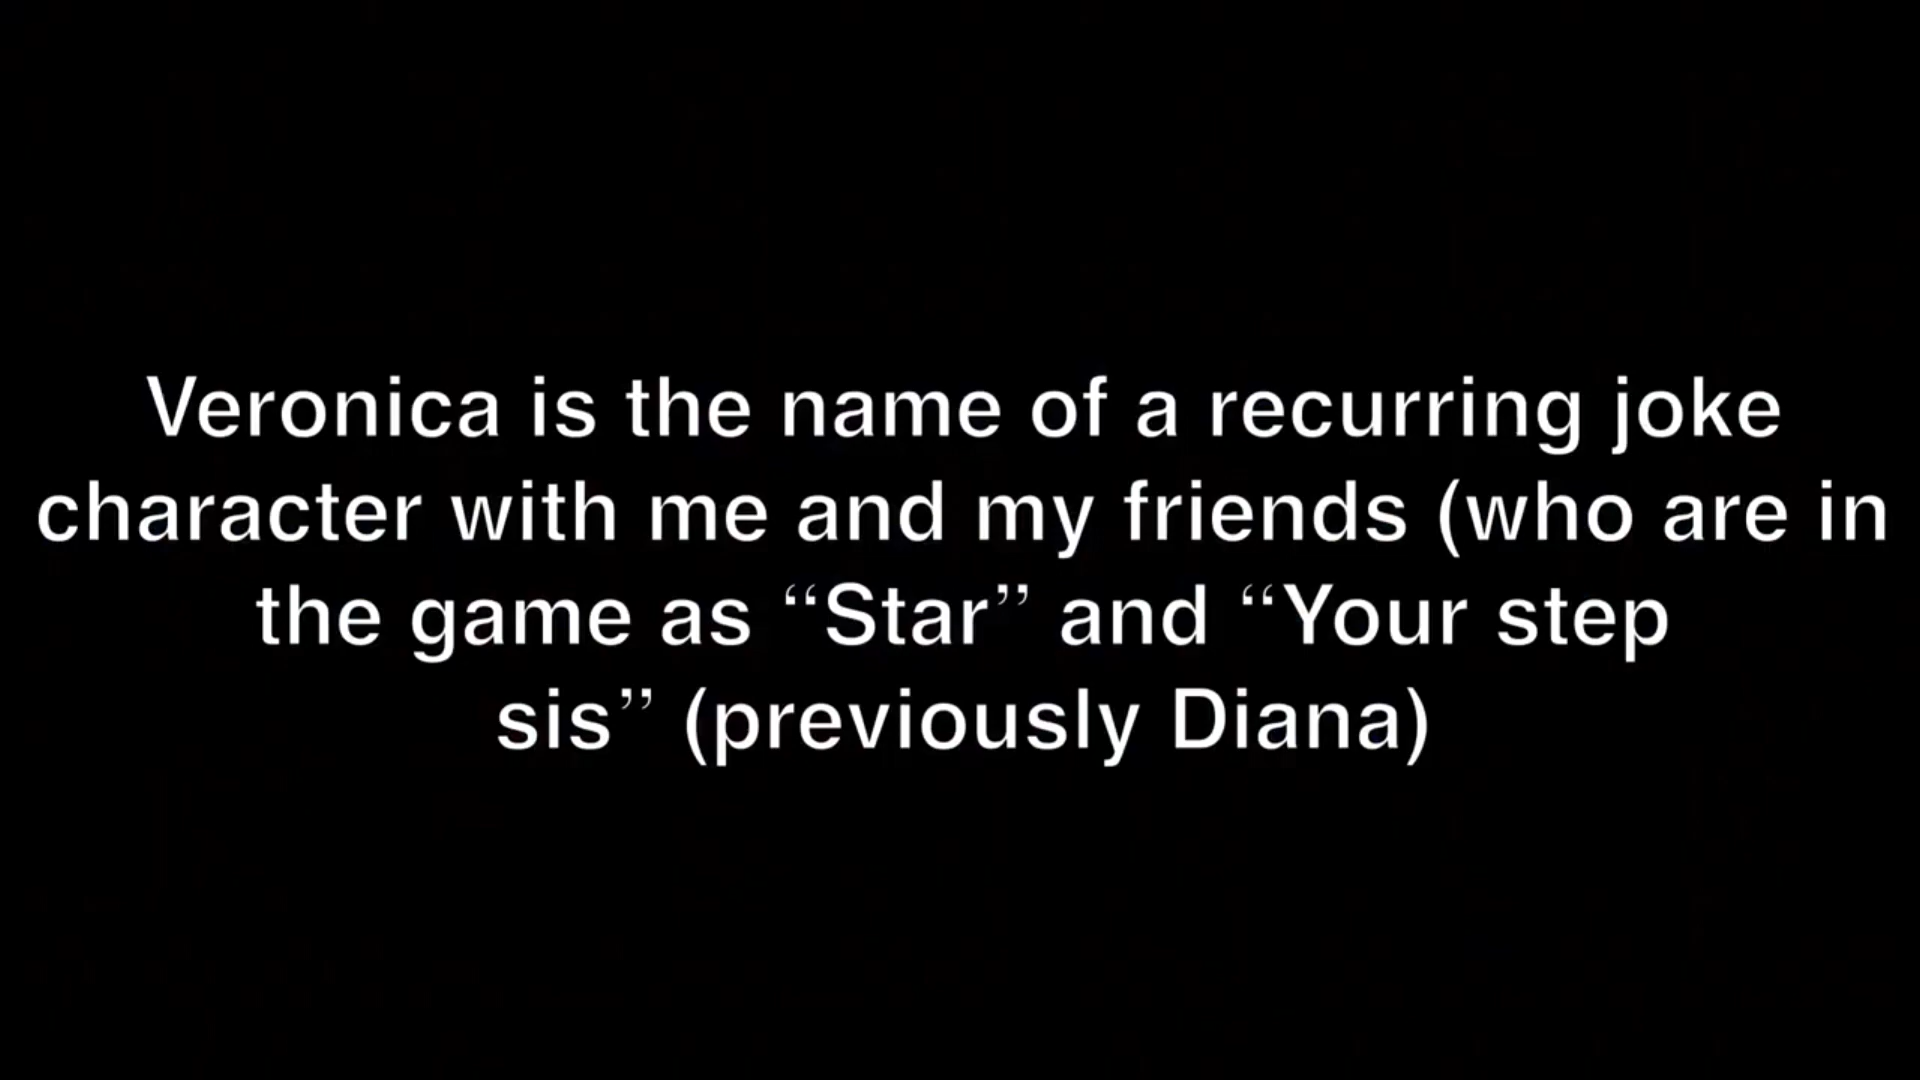 Veronica is the name of a recurring joke
character with me and my friends (who are in
the game as “Star” and “Your step
sis” (previously Diana)